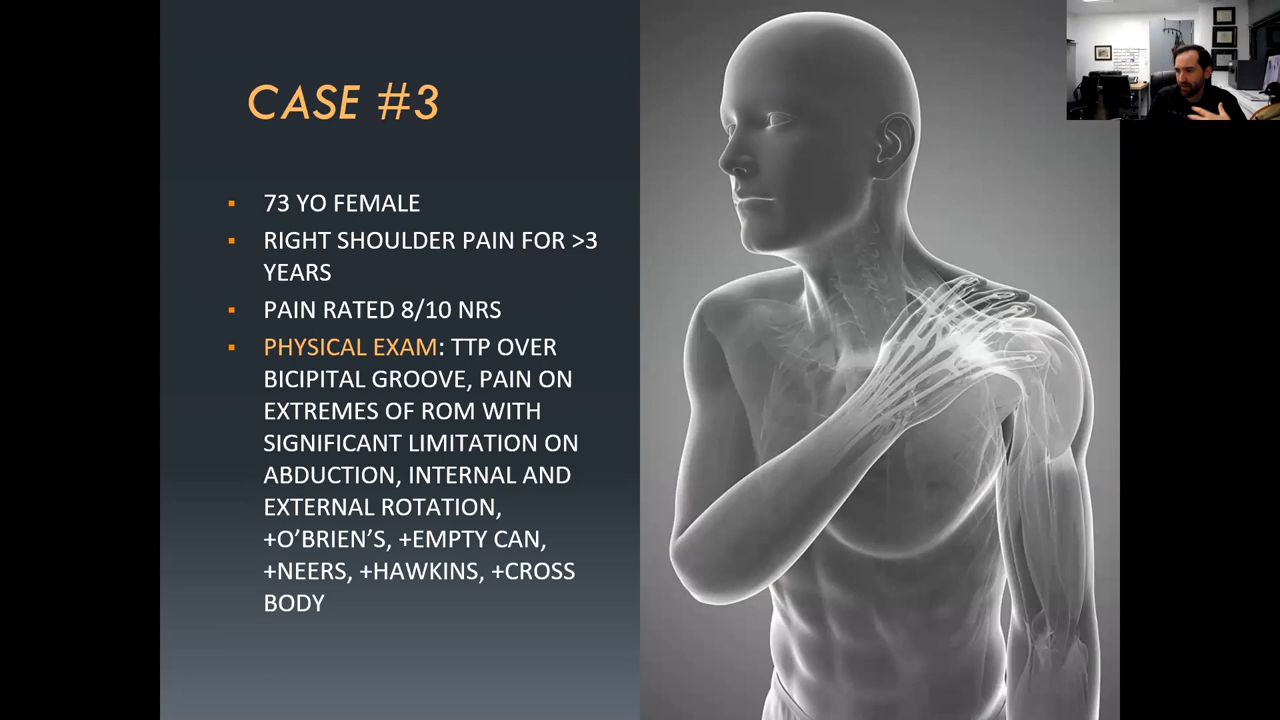 CASE #3
▪ 73 YO FEMALE
▪ RIGHT SHOULDER PAIN FOR >3
YEARS
▪ PAIN RATED 8/10 NRS
▪ PHYSICAL EXAM: TTP OVER
BICIPITAL GROOVE, PAIN ON
EXTREMES OF ROM WITH
SIGNIFICANT LIMITATION ON
ABDUCTION, INTERNAL AND
EXTERNAL ROTATION,
+O’BRIEN’S, +EMPTY CAN,
+NEERS, +HAWKINS, +CROSS
BODY